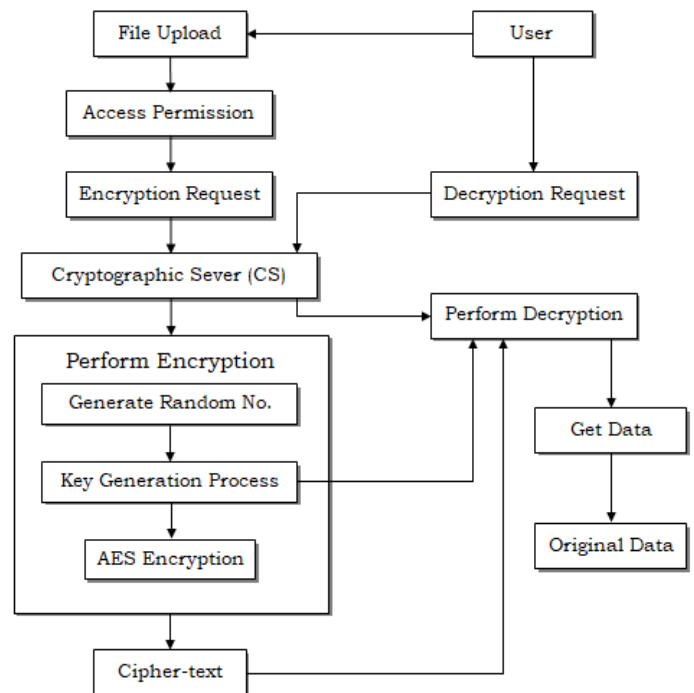 File Upload
User
Access Permission
Encryption Request
Decryption Request
Cryptographic Sever (CS)
Perform Decryption
Perform Encryption
Generate Random No.
Get Data
Key Generation Process
Original Data
AES Encryption
Cipher-text